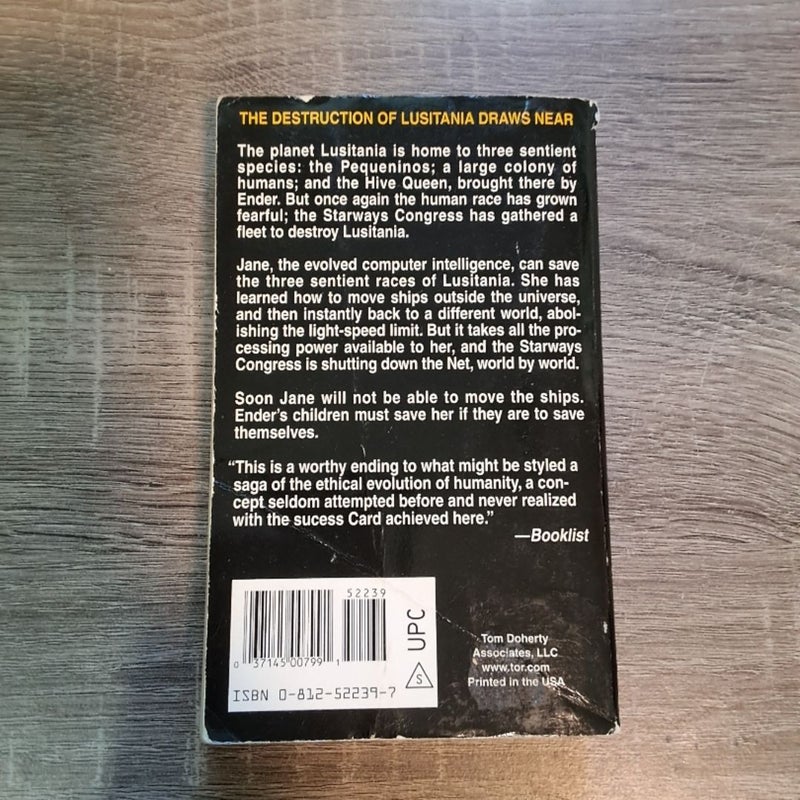 THE DESTRUCTION OF LUSITANIA DRAWS NEAR
The planet Lusitania is home to three sentient
species: the Pequeninos; a large colony of
humans; and the Hive Queen, brought there by
Ender. But once again the human race has grown
fearful; the Starways Congress has gathered a
fleet to destroy Lusitania.
Jane, the evolved computer intelligence, can save
the three sentient races of Lusitania. She has
learned how to move ships outside the universe,
and then instantly back to a different world, abol-
ishing the light-speed limit. But it takes all the pro-
cessing power available to her, and the Starways
Congress is shutting down the Net, world by world.
Soon Jane will not be able to move the ships.
Ender's children must save her if they are to save
themselves.
“This is a worthy ending to what might be styled a
saga of the ethical evolution of humanity, a con-
cept seldom attempted before and never realized
with the sucess Card achieved here.”
—Booklist
52239
0 37145 00799 1
UPC
S
ISBN 0-812-52239-7
Tom Doherty
Associates, LLC
www.tor.com
Printed in the USA